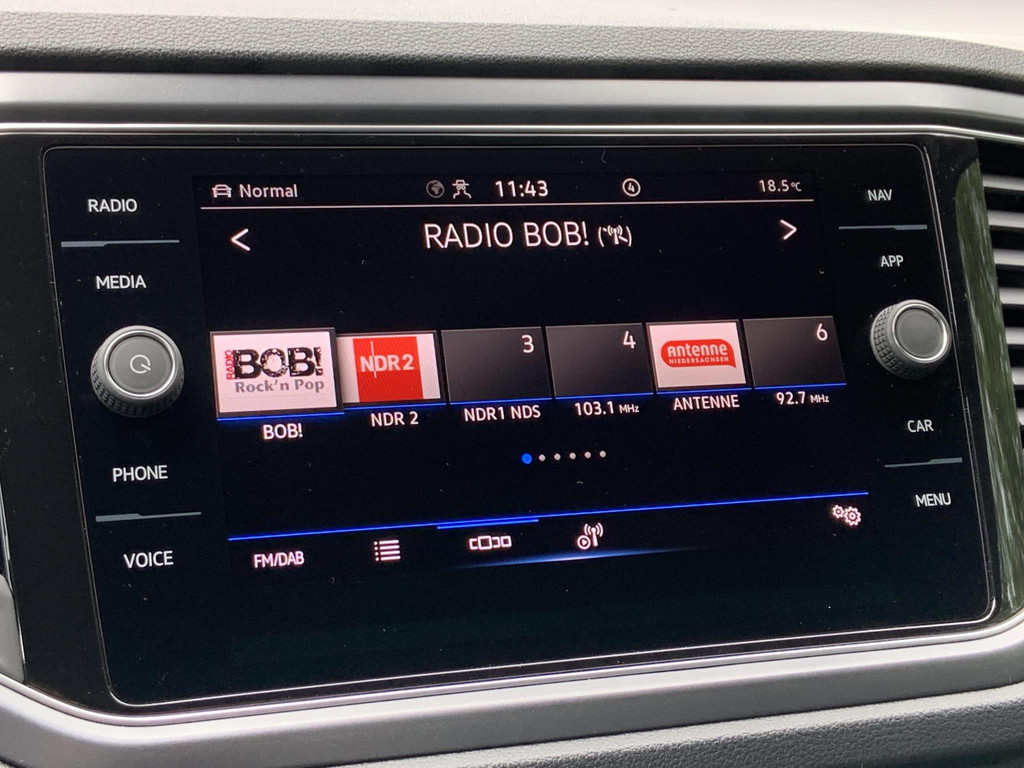 RADIO
MEDIA
PHONE
VOICE
Normal
11:43
4
18.5°C
< RADIO BOB! >
RADIO
BOB!
Rock'n Pop
BOB!
NDR 2
NDR 2
3
NDR1 NDS
4
103.1 MHz
Antenne
NIEDERSACHSEN
ANTENNE
6
92.7 MHz
FM/DAB
NAV
APP
CAR
MENU